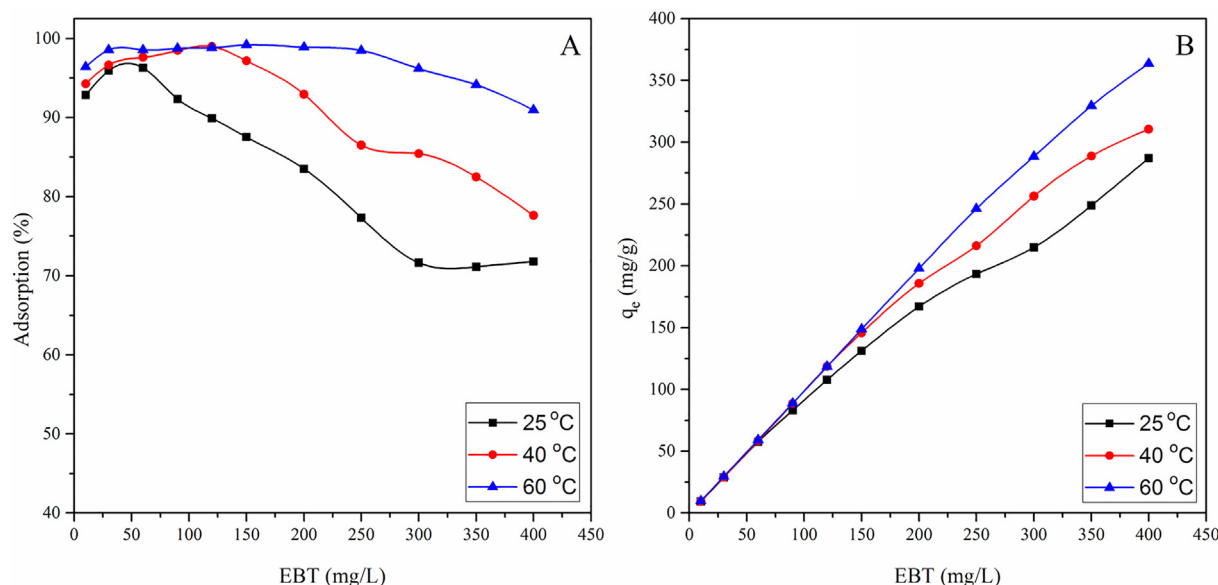 A
100
90
80
70
60
50
40
Adsorption (%)
0 50 100 150 200 250 300 350 400 450
EBT (mg/L)
25 °C
40 °C
60 °C
B
400
350
300
250
200
150
100
50
0
qₑ (mg/g)
0 50 100 150 200 250 300 350 400 450
EBT (mg/L)
25 °C
40 °C
60 °C